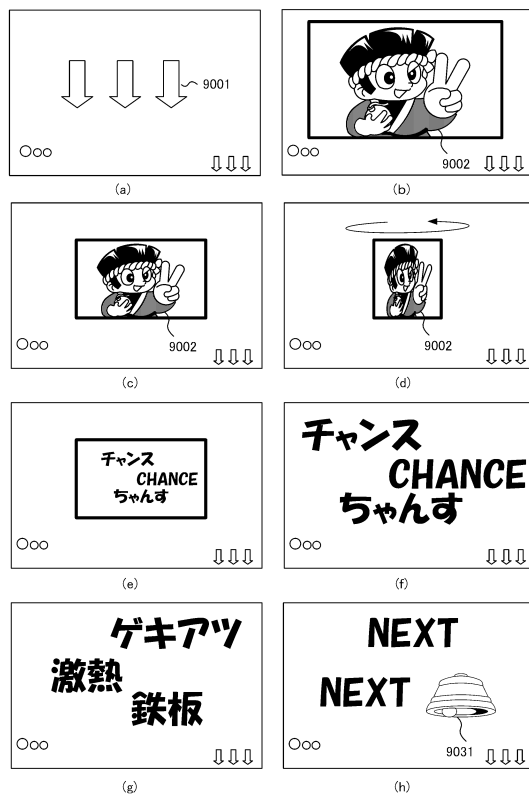 9001
(a)
9002
(b)
9002
(c)
9002
(d)
チャンス
CHANCE
ちゃんす
(e)
チャンス
CHANCE
ちゃんす
(f)
ゲキアツ
激熱
鉄板
(g)
NEXT
NEXT
9031
(h)